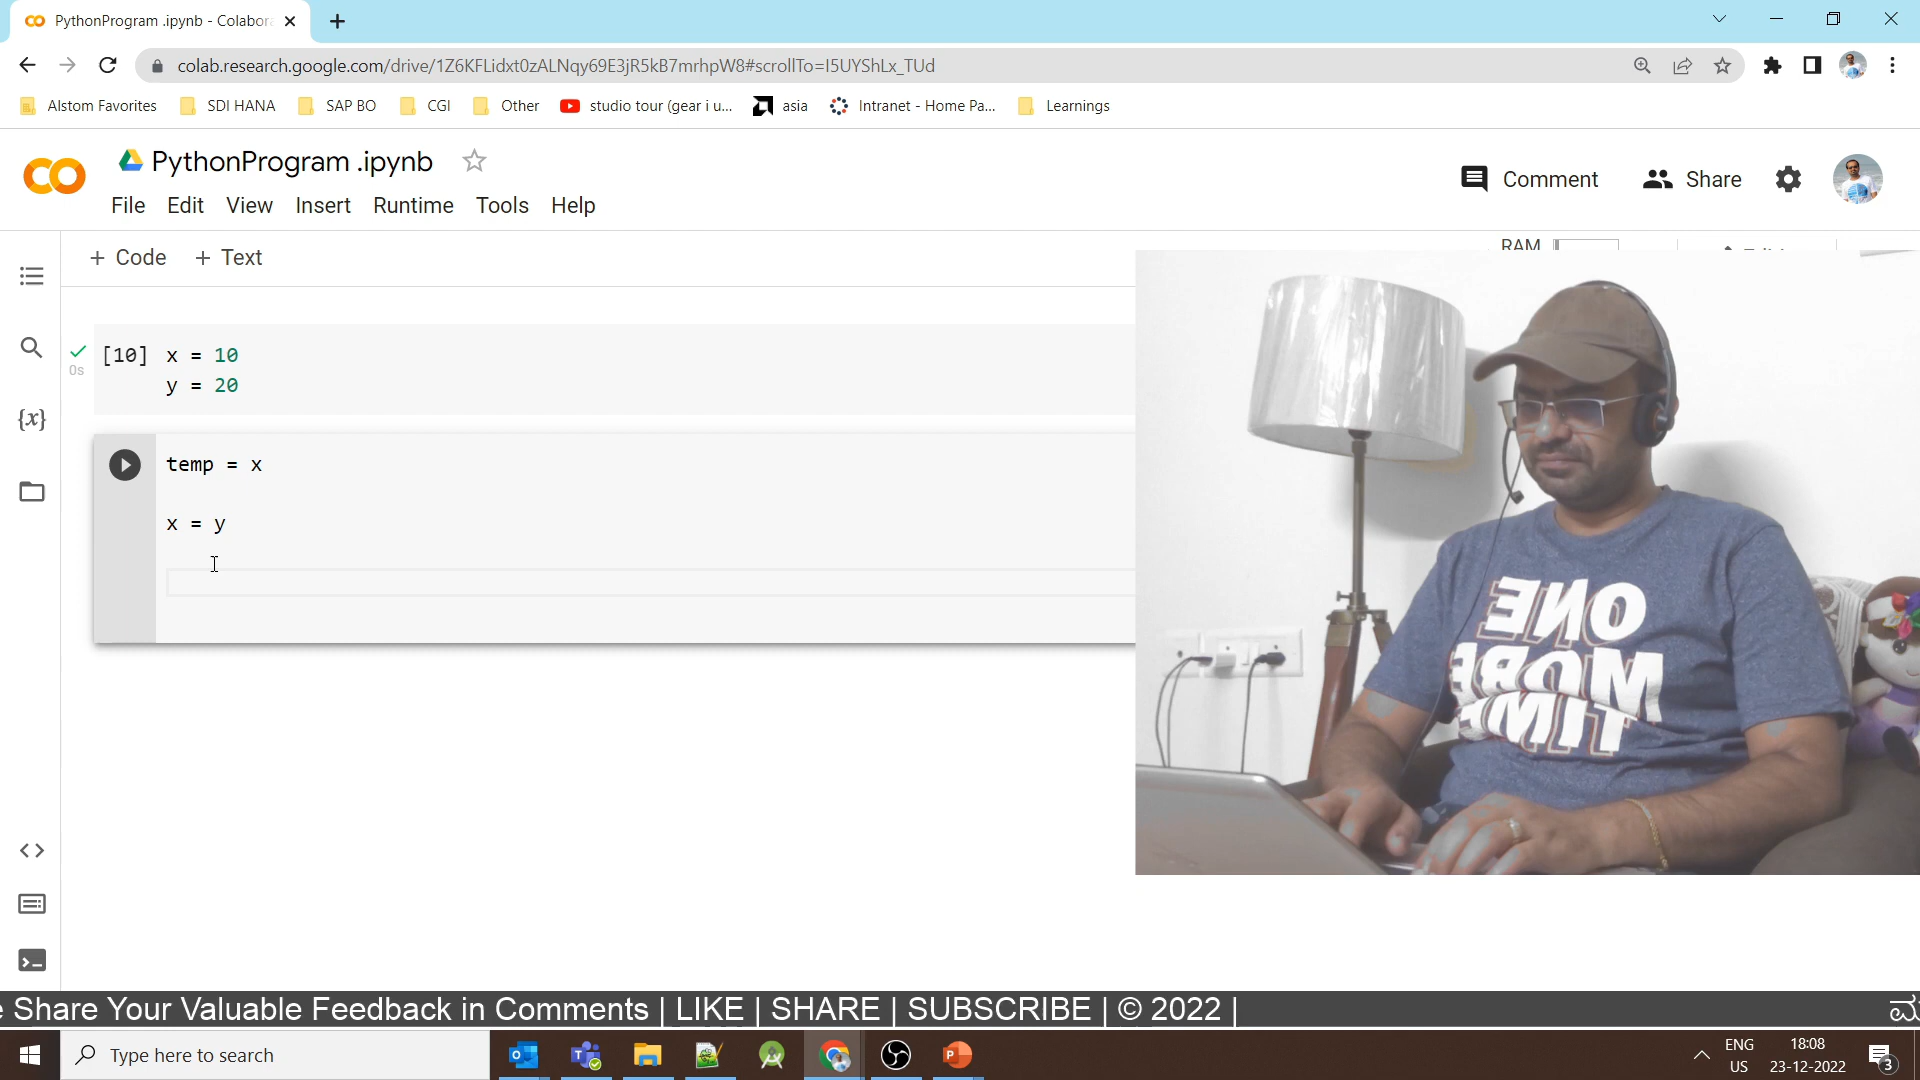 PythonProgram .ipynb - Colabora
colab.research.google.com/drive/1Z6KFLidxt0zALNqy69E3jR5kB7mrhpW8#scrollTo=I5UYShLx_TUd
Alstom Favorites SDI HANA SAP BO CGI Other studio tour (gear i u... asia Intranet - Home Pa... Learnings
PythonProgram .ipynb
File Edit View Insert Runtime Tools Help
Comment Share
+ Code + Text
RAM
[10] x = 10
0s
y = 20
temp = x
x = y
ONE
MORE
TIME
Share Your Valuable Feedback in Comments | LIKE | SHARE | SUBSCRIBE | © 2022 |
Type here to search
ENG
US
18:08
23-12-2022
3